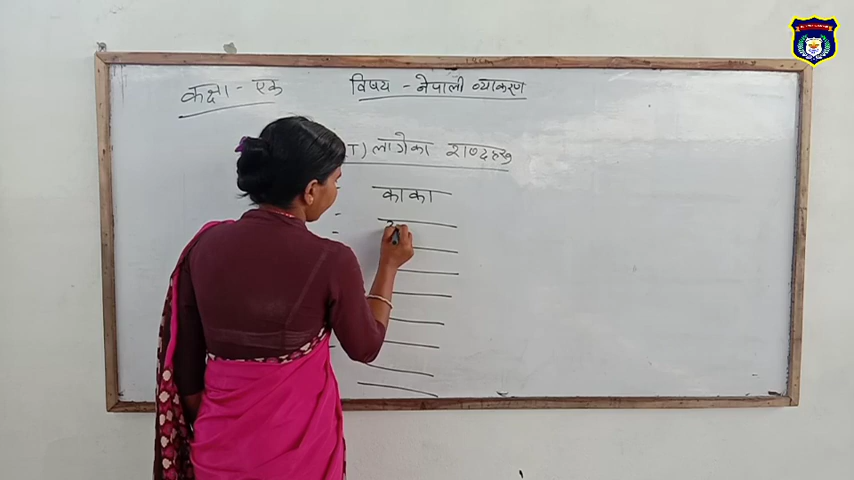 कक्षा - एक
विषय - नेपाली व्याकरण
ा) लागेका शब्दहरू
काका